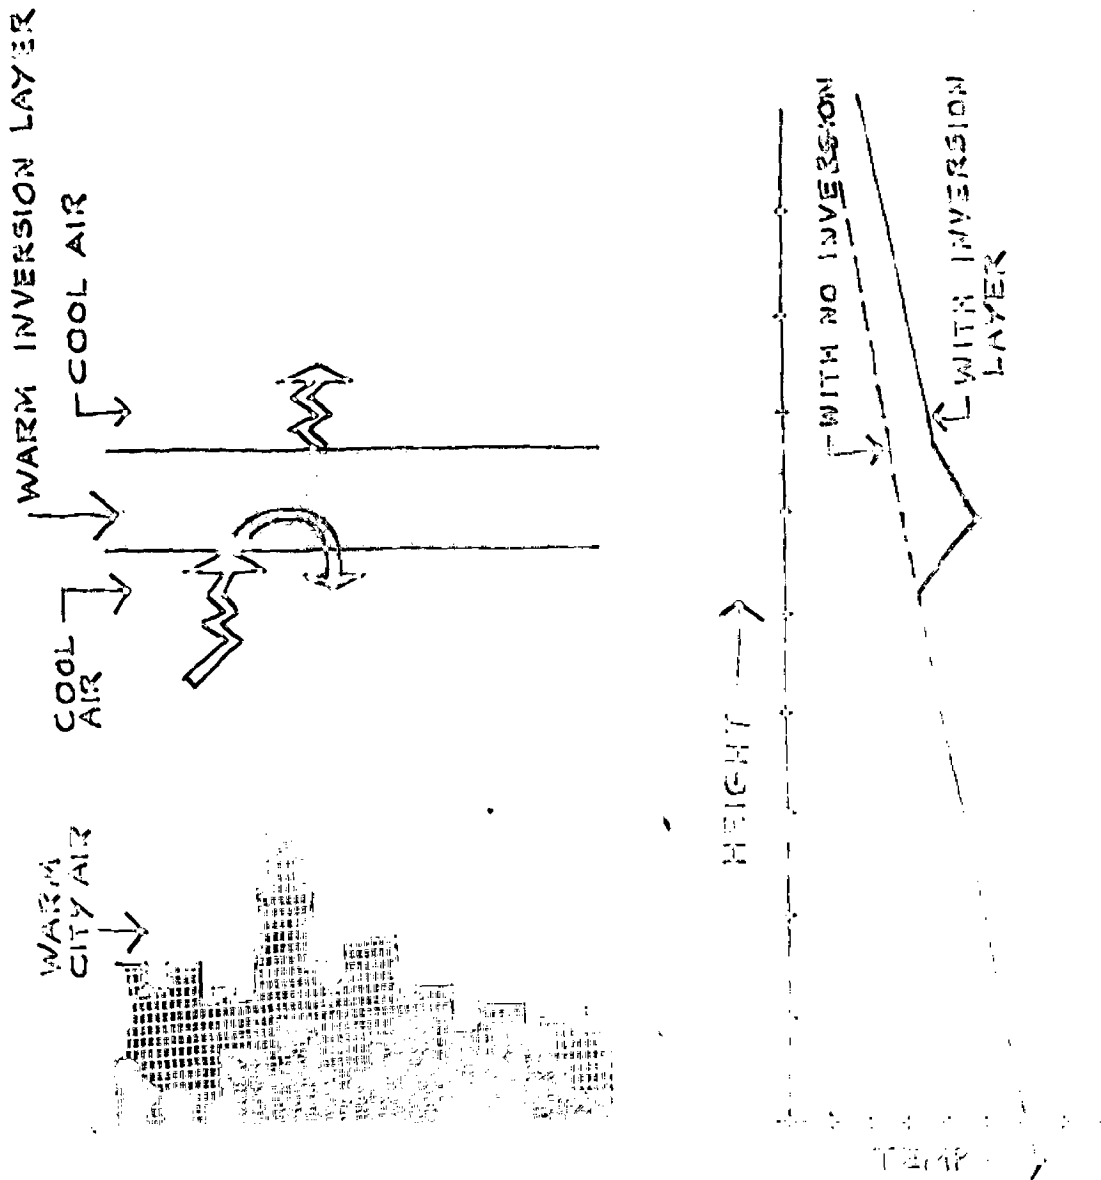 WARM INVERSION LAYER
COOL AIR
COOL
AIR
WARM
CITY AIR
HEIGHT
WITH NO INVERSION
WITH INVERSION
LAYER
TEMP